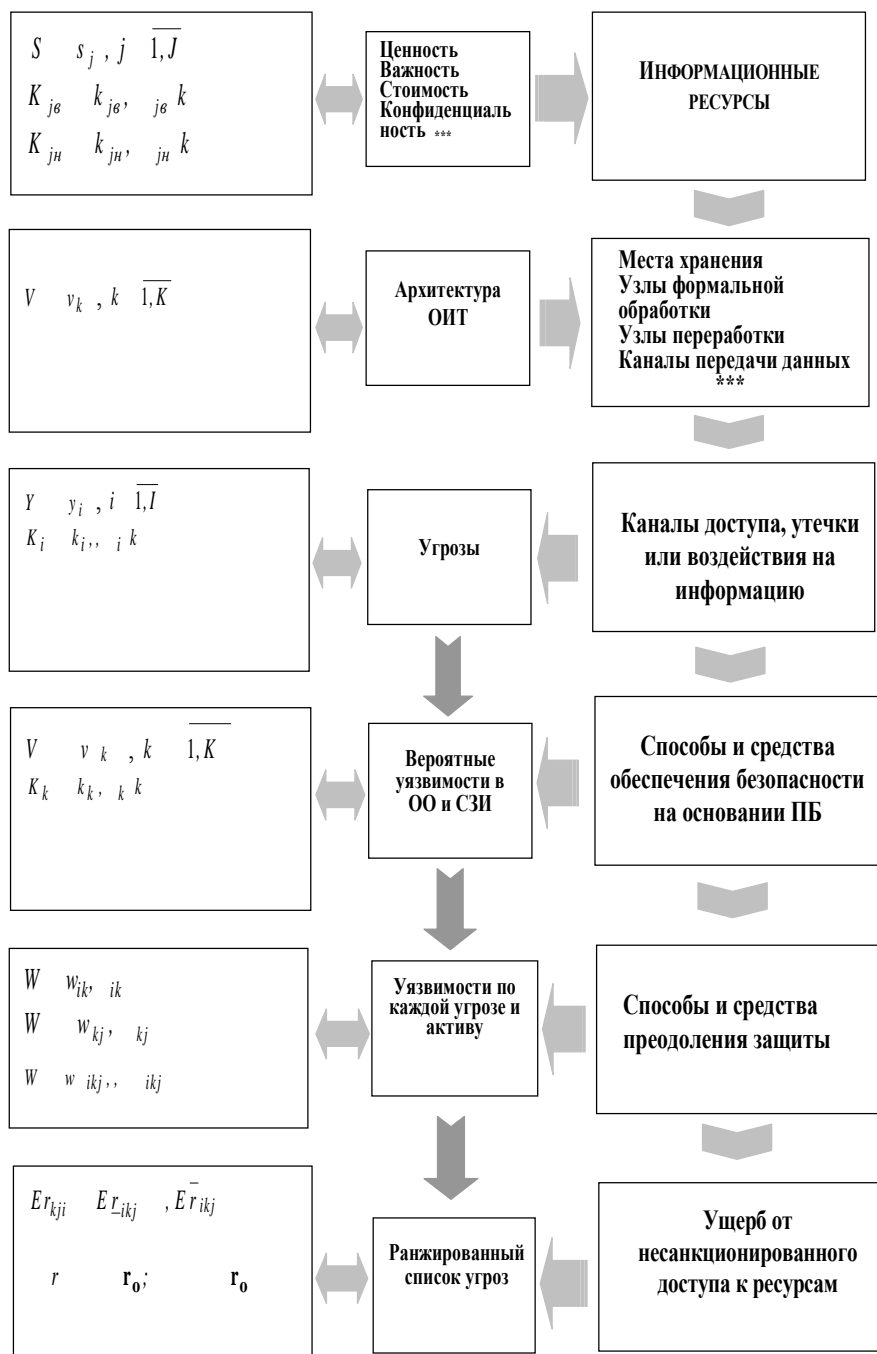 S s_j , j 1,J
K_jв k_jв, jв k
K_jн k_jн, jн k
Ценность
Важность
Стоимость
Конфиденциаль
ность ***
ИНФОРМАЦИОННЫЕ
РЕСУРСЫ
V v_k , k 1,K
Архитектура
ОИТ
Места хранения
Узлы формальной
обработки
Узлы переработки
Каналы передачи данных
***
Y y_i , i 1,I
K_i k_i,, i k
Угрозы
Каналы доступа, утечки
или воздействия на
информацию
V v_k , k 1,K
K_k k_k, k k
Вероятные
уязвимости в
ОО и СЗИ
Способы и средства
обеспечения безопасности
на основании ПБ
W w_ik, ik
W w_kj, kj
W w_ikj,, ikj
Уязвимости по
каждой угрозе и
активу
Способы и средства
преодоления защиты
Er_kji Er_ikj , Er_ikj
r r_o; r_o
Ранжированный
список угроз
Ущерб от
несанкционированного
доступа к ресурсам